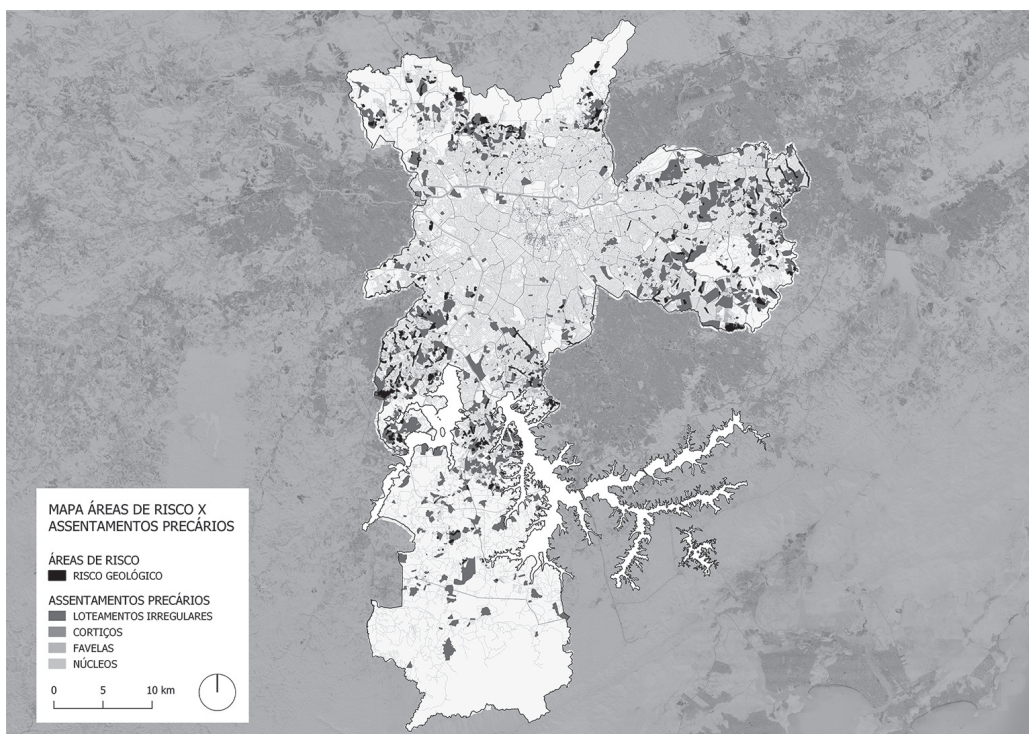 MAPA ÁREAS DE RISCO X
ASSENTAMENTOS PRECÁRIOS
ÁREAS DE RISCO
RISCO GEOLÓGICO
ASSENTAMENTOS PRECÁRIOS
LOTEAMENTOS IRREGULARES
CORTIÇOS
FAVELAS
NÚCLEOS
0 5 10 km